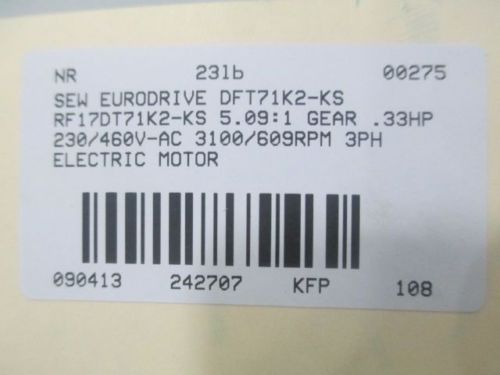 NR 23lb 00275
SEW EURODRIVE DFT71K2-KS
RF17DT71K2-KS 5.09:1 GEAR .33HP
230/460V-AC 3100/609RPM 3PH
ELECTRIC MOTOR
090413 242707 KFP 108